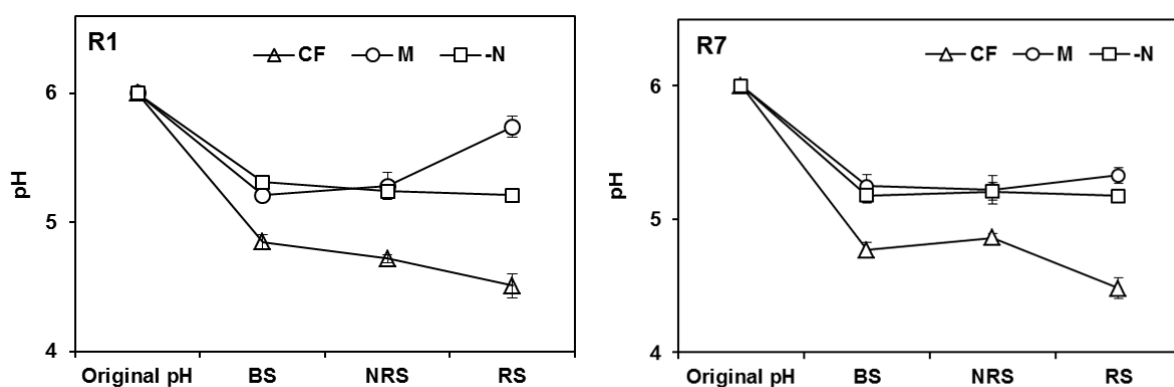 R1
CF M -N
6
5
4
pH
Original pH BS NRS RS
R7
CF M -N
6
5
4
pH
Original pH BS NRS RS